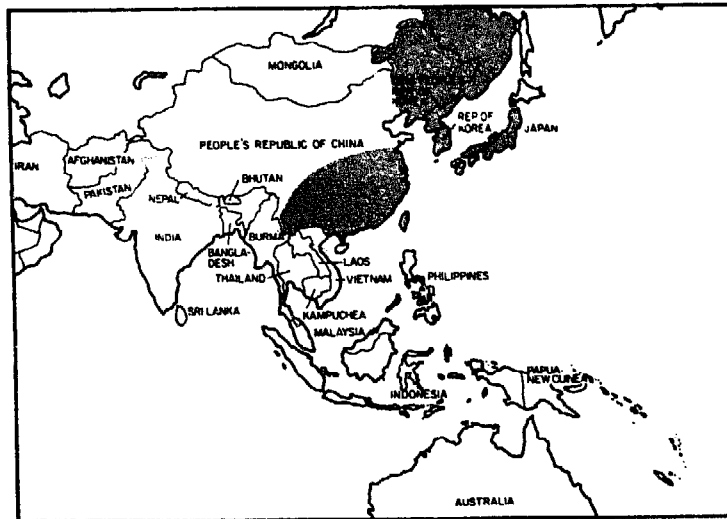 MONGOLIA
REP OF
KOREA
JAPAN
PEOPLE'S REPUBLIC OF CHINA
IRAN
AFGHANISTAN
PAKISTAN
BHUTAN
NEPAL
INDIA
BURMA
BANGLA-
DESH
LAOS
THAILAND
VIETNAM
PHILIPPINES
SRI LANKA
KAMPUCHEA
MALAYSIA
PAPUA
NEW GUINEA
INDONESIA
AUSTRALIA